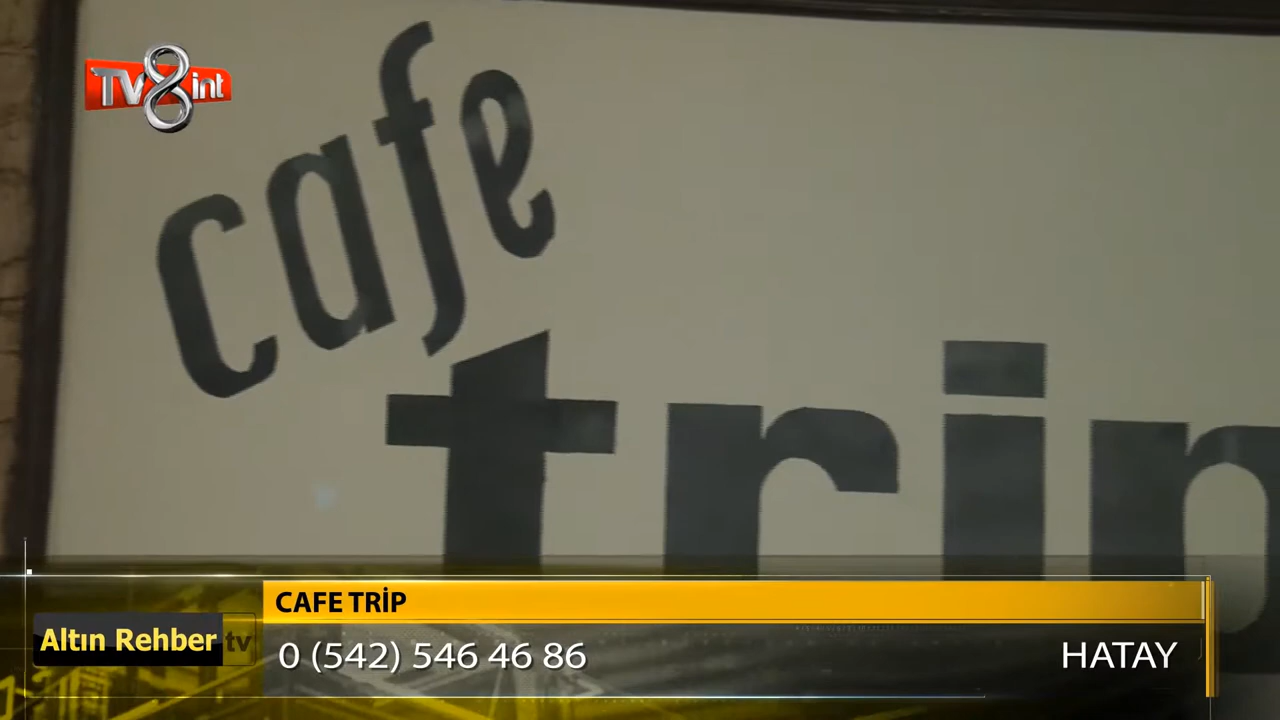 TV8int
cafe
trip
CAFE TRİP
Altın Rehber tv
0 (542) 546 46 86
HATAY